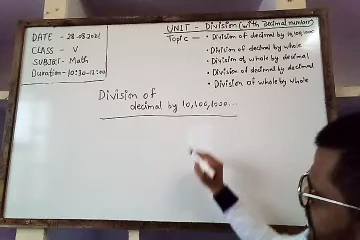 DATE - 28-08-2021
CLASS - V
SUBJECT - Math
Duration - 10:30-12:00
UNIT - Division (with Decimal number)
Topic - • Division of decimal by 10,100,1000
• Division of decimal by whole
• Division of whole by decimal
• Division of decimal by decimal
• Division of whole by whole
Division of
decimal by 10,100,1000...